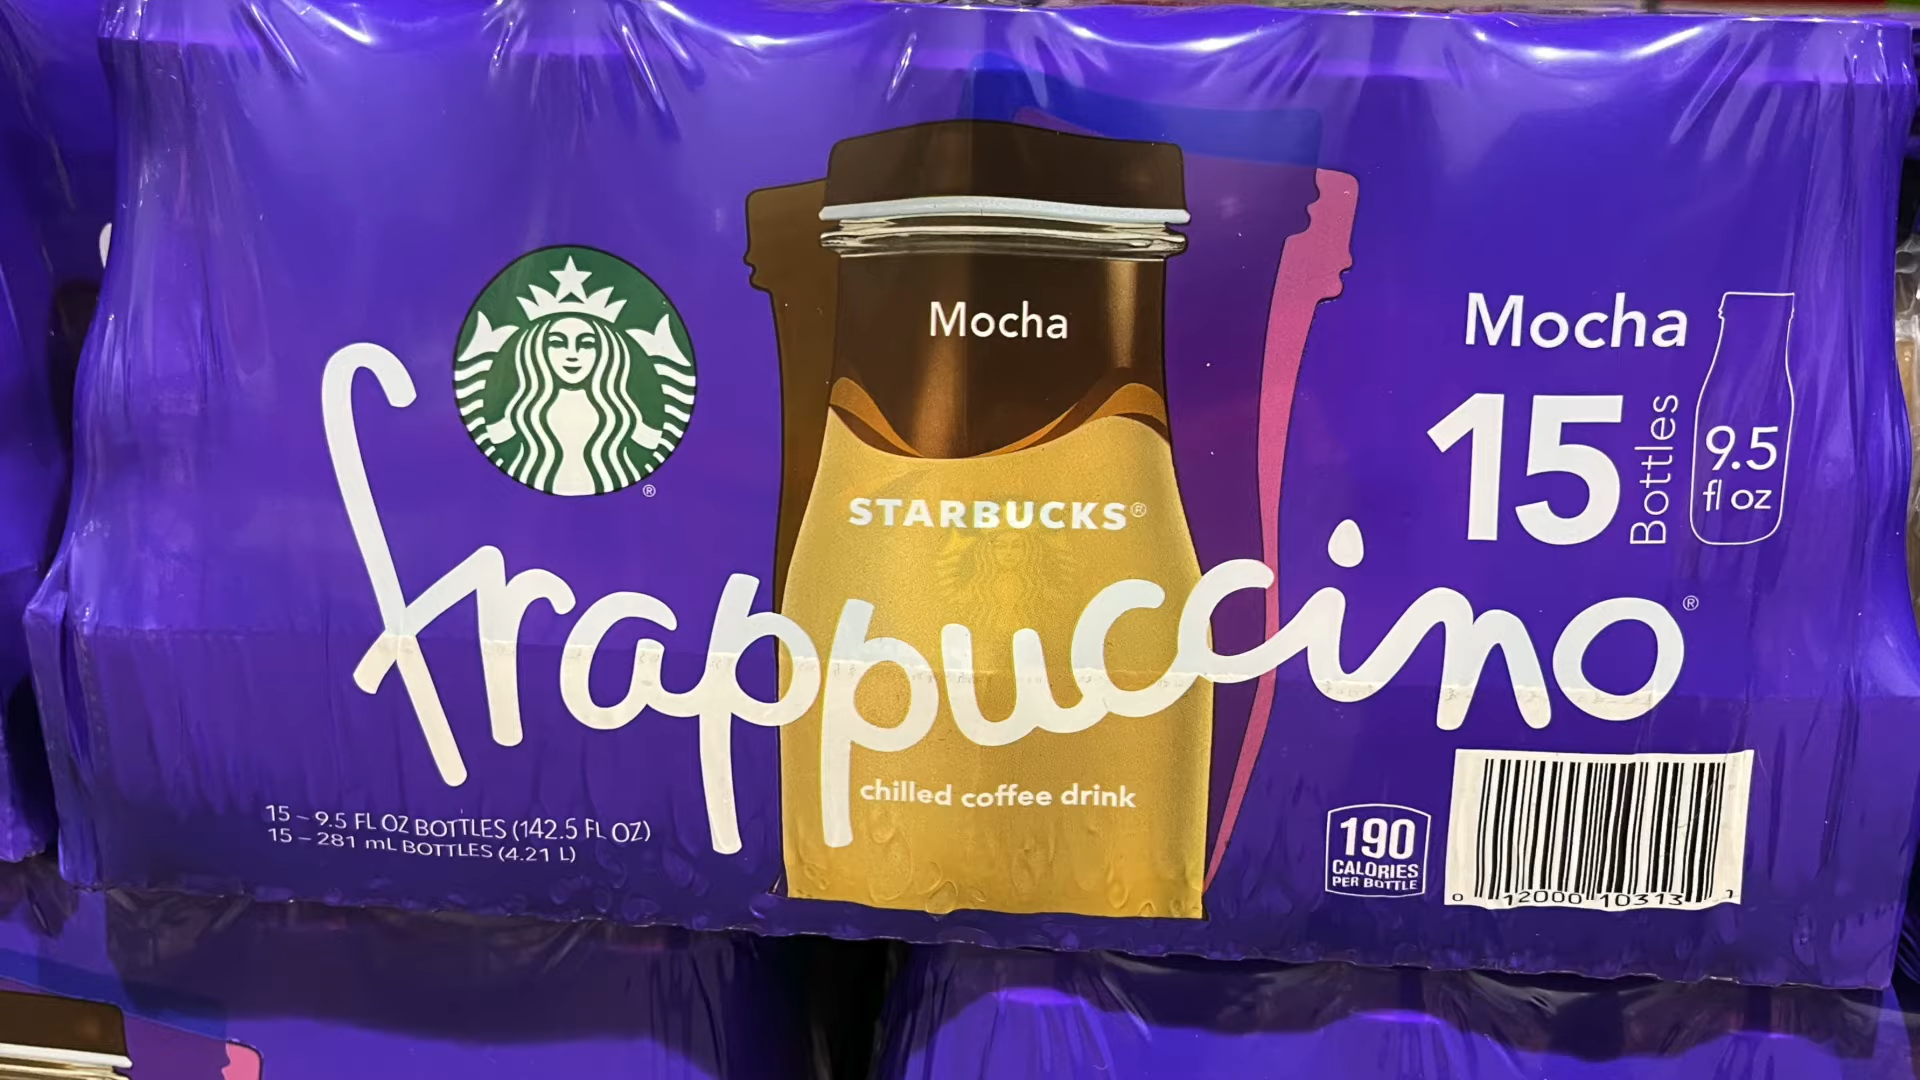 Mocha
STARBUCKS®
frappuccino®
chilled coffee drink
Mocha
15 Bottles
9.5
fl oz
15 – 9.5 FL OZ BOTTLES (142.5 FL OZ)
15 – 281 mL BOTTLES (4.21 L)
190
CALORIES
PER BOTTLE
0 12000 10313 1